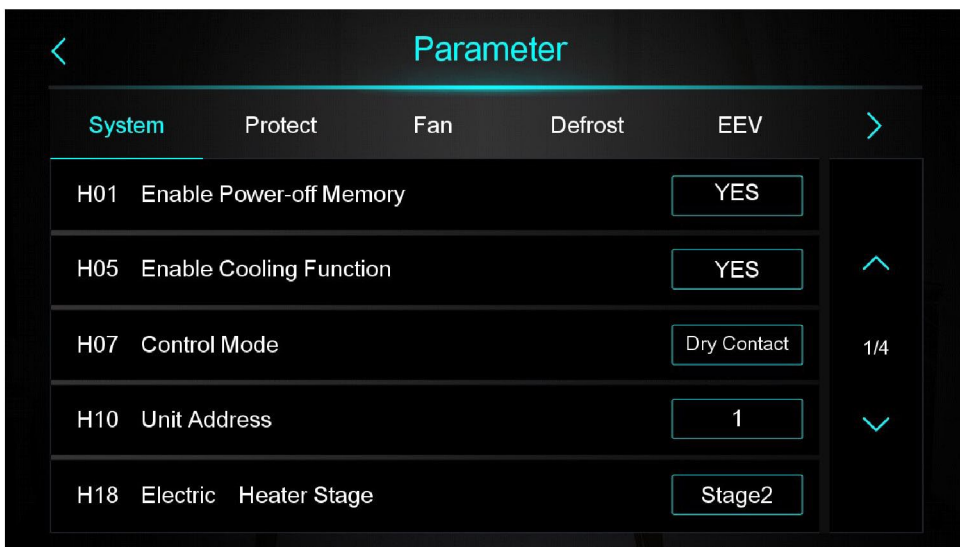 Parameter
System Protect Fan Defrost EEV
H01 Enable Power-off Memory YES
H05 Enable Cooling Function YES
H07 Control Mode Dry Contact 1/4
H10 Unit Address 1
H18 Electric Heater Stage Stage2